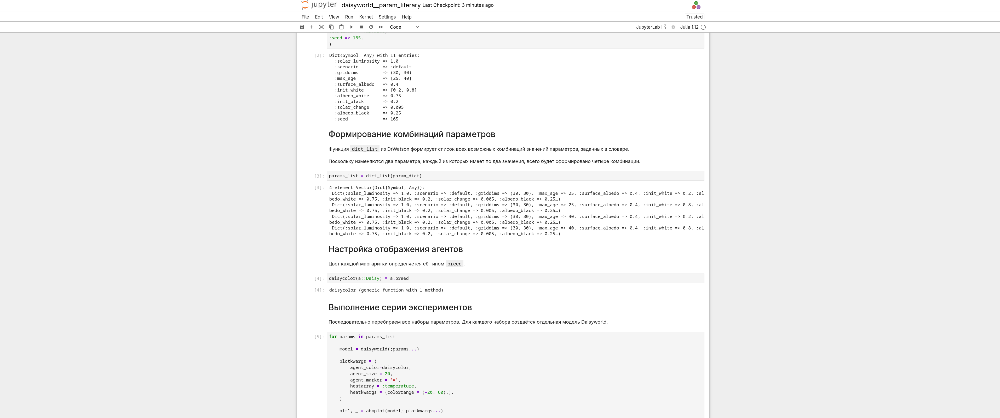 jupyter daisyworld__param_literary Last Checkpoint: 3 minutes ago
File Edit View Run Kernel Settings Help Trusted
Code JupyterLab Julia 1.12
:seed => 165,
)
[2]: Dict{Symbol, Any} with 11 entries:
:solar_luminosity => 1.0
:scenario => :default
:griddims => (30, 30)
:max_age => [25, 40]
:surface_albedo => 0.4
:init_white => [0.2, 0.8]
:albedo_white => 0.75
:init_black => 0.2
:solar_change => 0.005
:albedo_black => 0.25
:seed => 165
Формирование комбинаций параметров
Функция dict_list из DrWatson формирует список всех возможных комбинаций значений параметров, заданных в словаре.
Поскольку изменяются два параметра, каждый из которых имеет по два значения, всего будет сформировано четыре комбинации.
[3]: params_list = dict_list(param_dict)
[3]: 4-element Vector{Dict{Symbol, Any}}:
Dict(:solar_luminosity => 1.0, :scenario => :default, :griddims => (30, 30), :max_age => 25, :surface_albedo => 0.4, :init_white => 0.2, :al
bedo_white => 0.75, :init_black => 0.2, :solar_change => 0.005, :albedo_black => 0.25…)
Dict(:solar_luminosity => 1.0, :scenario => :default, :griddims => (30, 30), :max_age => 25, :surface_albedo => 0.4, :init_white => 0.8, :al
bedo_white => 0.75, :init_black => 0.2, :solar_change => 0.005, :albedo_black => 0.25…)
Dict(:solar_luminosity => 1.0, :scenario => :default, :griddims => (30, 30), :max_age => 40, :surface_albedo => 0.4, :init_white => 0.2, :al
bedo_white => 0.75, :init_black => 0.2, :solar_change => 0.005, :albedo_black => 0.25…)
Dict(:solar_luminosity => 1.0, :scenario => :default, :griddims => (30, 30), :max_age => 40, :surface_albedo => 0.4, :init_white => 0.8, :al
bedo_white => 0.75, :init_black => 0.2, :solar_change => 0.005, :albedo_black => 0.25…)
Настройка отображения агентов
Цвет каждой маргаритки определяется её типом breed.
[4]: daisycolor(a::Daisy) = a.breed
[4]: daisycolor (generic function with 1 method)
Выполнение серии экспериментов
Последовательно перебираем все наборы параметров. Для каждого набора создаётся отдельная модель Daisyworld.
[5]: for params in params_list
model = daisyworld(;params...)
plotkwargs = (
agent_color=daisycolor,
agent_size = 20,
agent_marker = '✿',
heatarray = :temperature,
heatkwargs = (colorrange = (-20, 60),),
)
plt1, _ = abmplot(model; plotkwargs...)